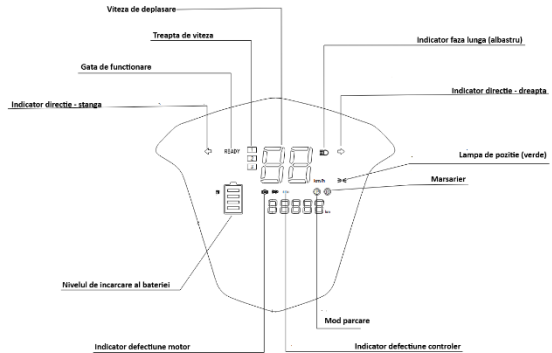 Viteza de deplasare
Treapta de viteza
Indicator faza lunga (albastru)
Gata de functionare
Indicator directie - dreapta
Indicator directie - stanga
READY
88
Lampa de pozitie (verde)
km/h
Marsarier
88888
Nivelul de incarcare al bateriei
Mod parcare
Indicator defectiune motor
Indicator defectiune controler